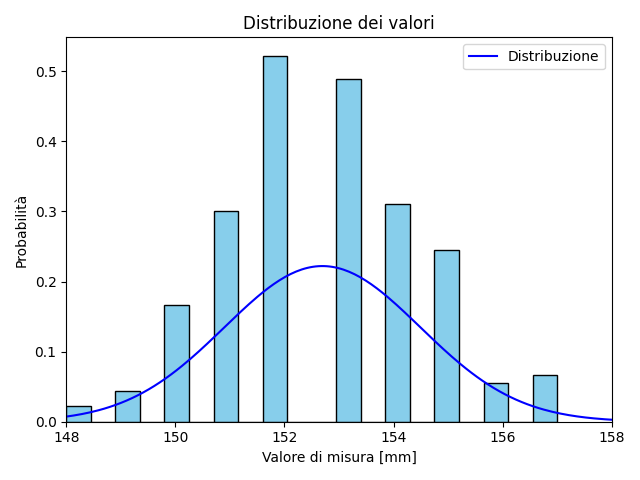 Distribuzione dei valori
Distribuzione
Probabilità
0.5
0.4
0.3
0.2
0.1
0.0
148 150 152 154 156 158
Valore di misura [mm]